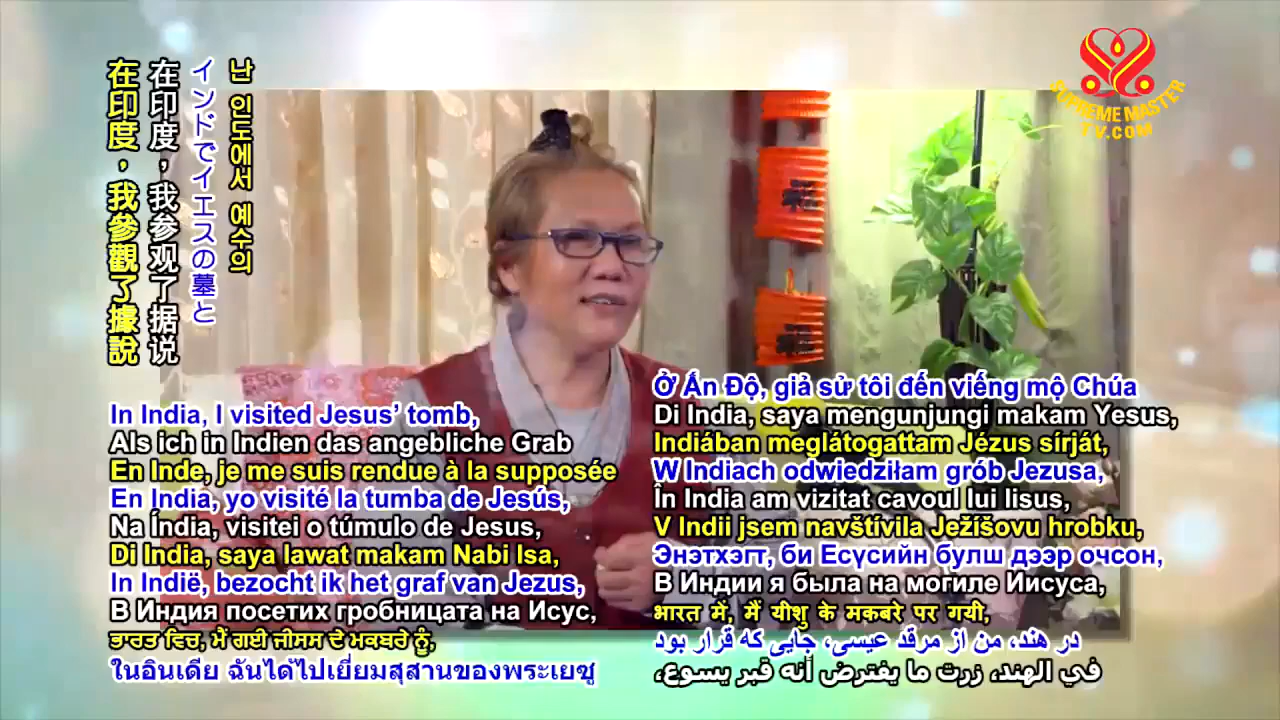 난 인도에서 예수의
インドでイエスの墓と
在印度，我参观了据说
在印度，我參觀了據說
SUPREME MASTER
TV.COM
In India, I visited Jesus’ tomb,
Als ich in Indien das angebliche Grab
En Inde, je me suis rendue à la supposée
En India, yo visité la tumba de Jesús,
Na Índia, visitei o túmulo de Jesus,
Di India, saya lawat makam Nabi Isa,
In Indië, bezocht ik het graf van Jezus,
В Индия посетих гробницата на Исус,
ਭਾਰਤ ਵਿਚ, ਮੈਂ ਗਈ ਜੀਸਸ ਦੇ ਮਕਬਰੇ ਨੂੰ,
ในอินเดีย ฉันได้ไปเยี่ยมสุสานของพระเยซู
Ở Ấn Độ, giả sử tôi đến viếng mộ Chúa
Di India, saya mengunjungi makam Yesus,
Indiában meglátogattam Jézus sírját,
W Indiach odwiedziłam grób Jezusa,
În India am vizitat cavoul lui Iisus,
V Indii jsem navštívila Ježíšovu hrobku,
Энэтхэгт, би Есүсийн булш дээр очсон,
В Индии я была на могиле Иисуса,
भारत में, मैं यीशु के मकबरे पर गयी,
در هند، من از مرقد عیسی، جایی که قرار بود
في الهند، زرت ما يفترض أنه قبر يسوع،